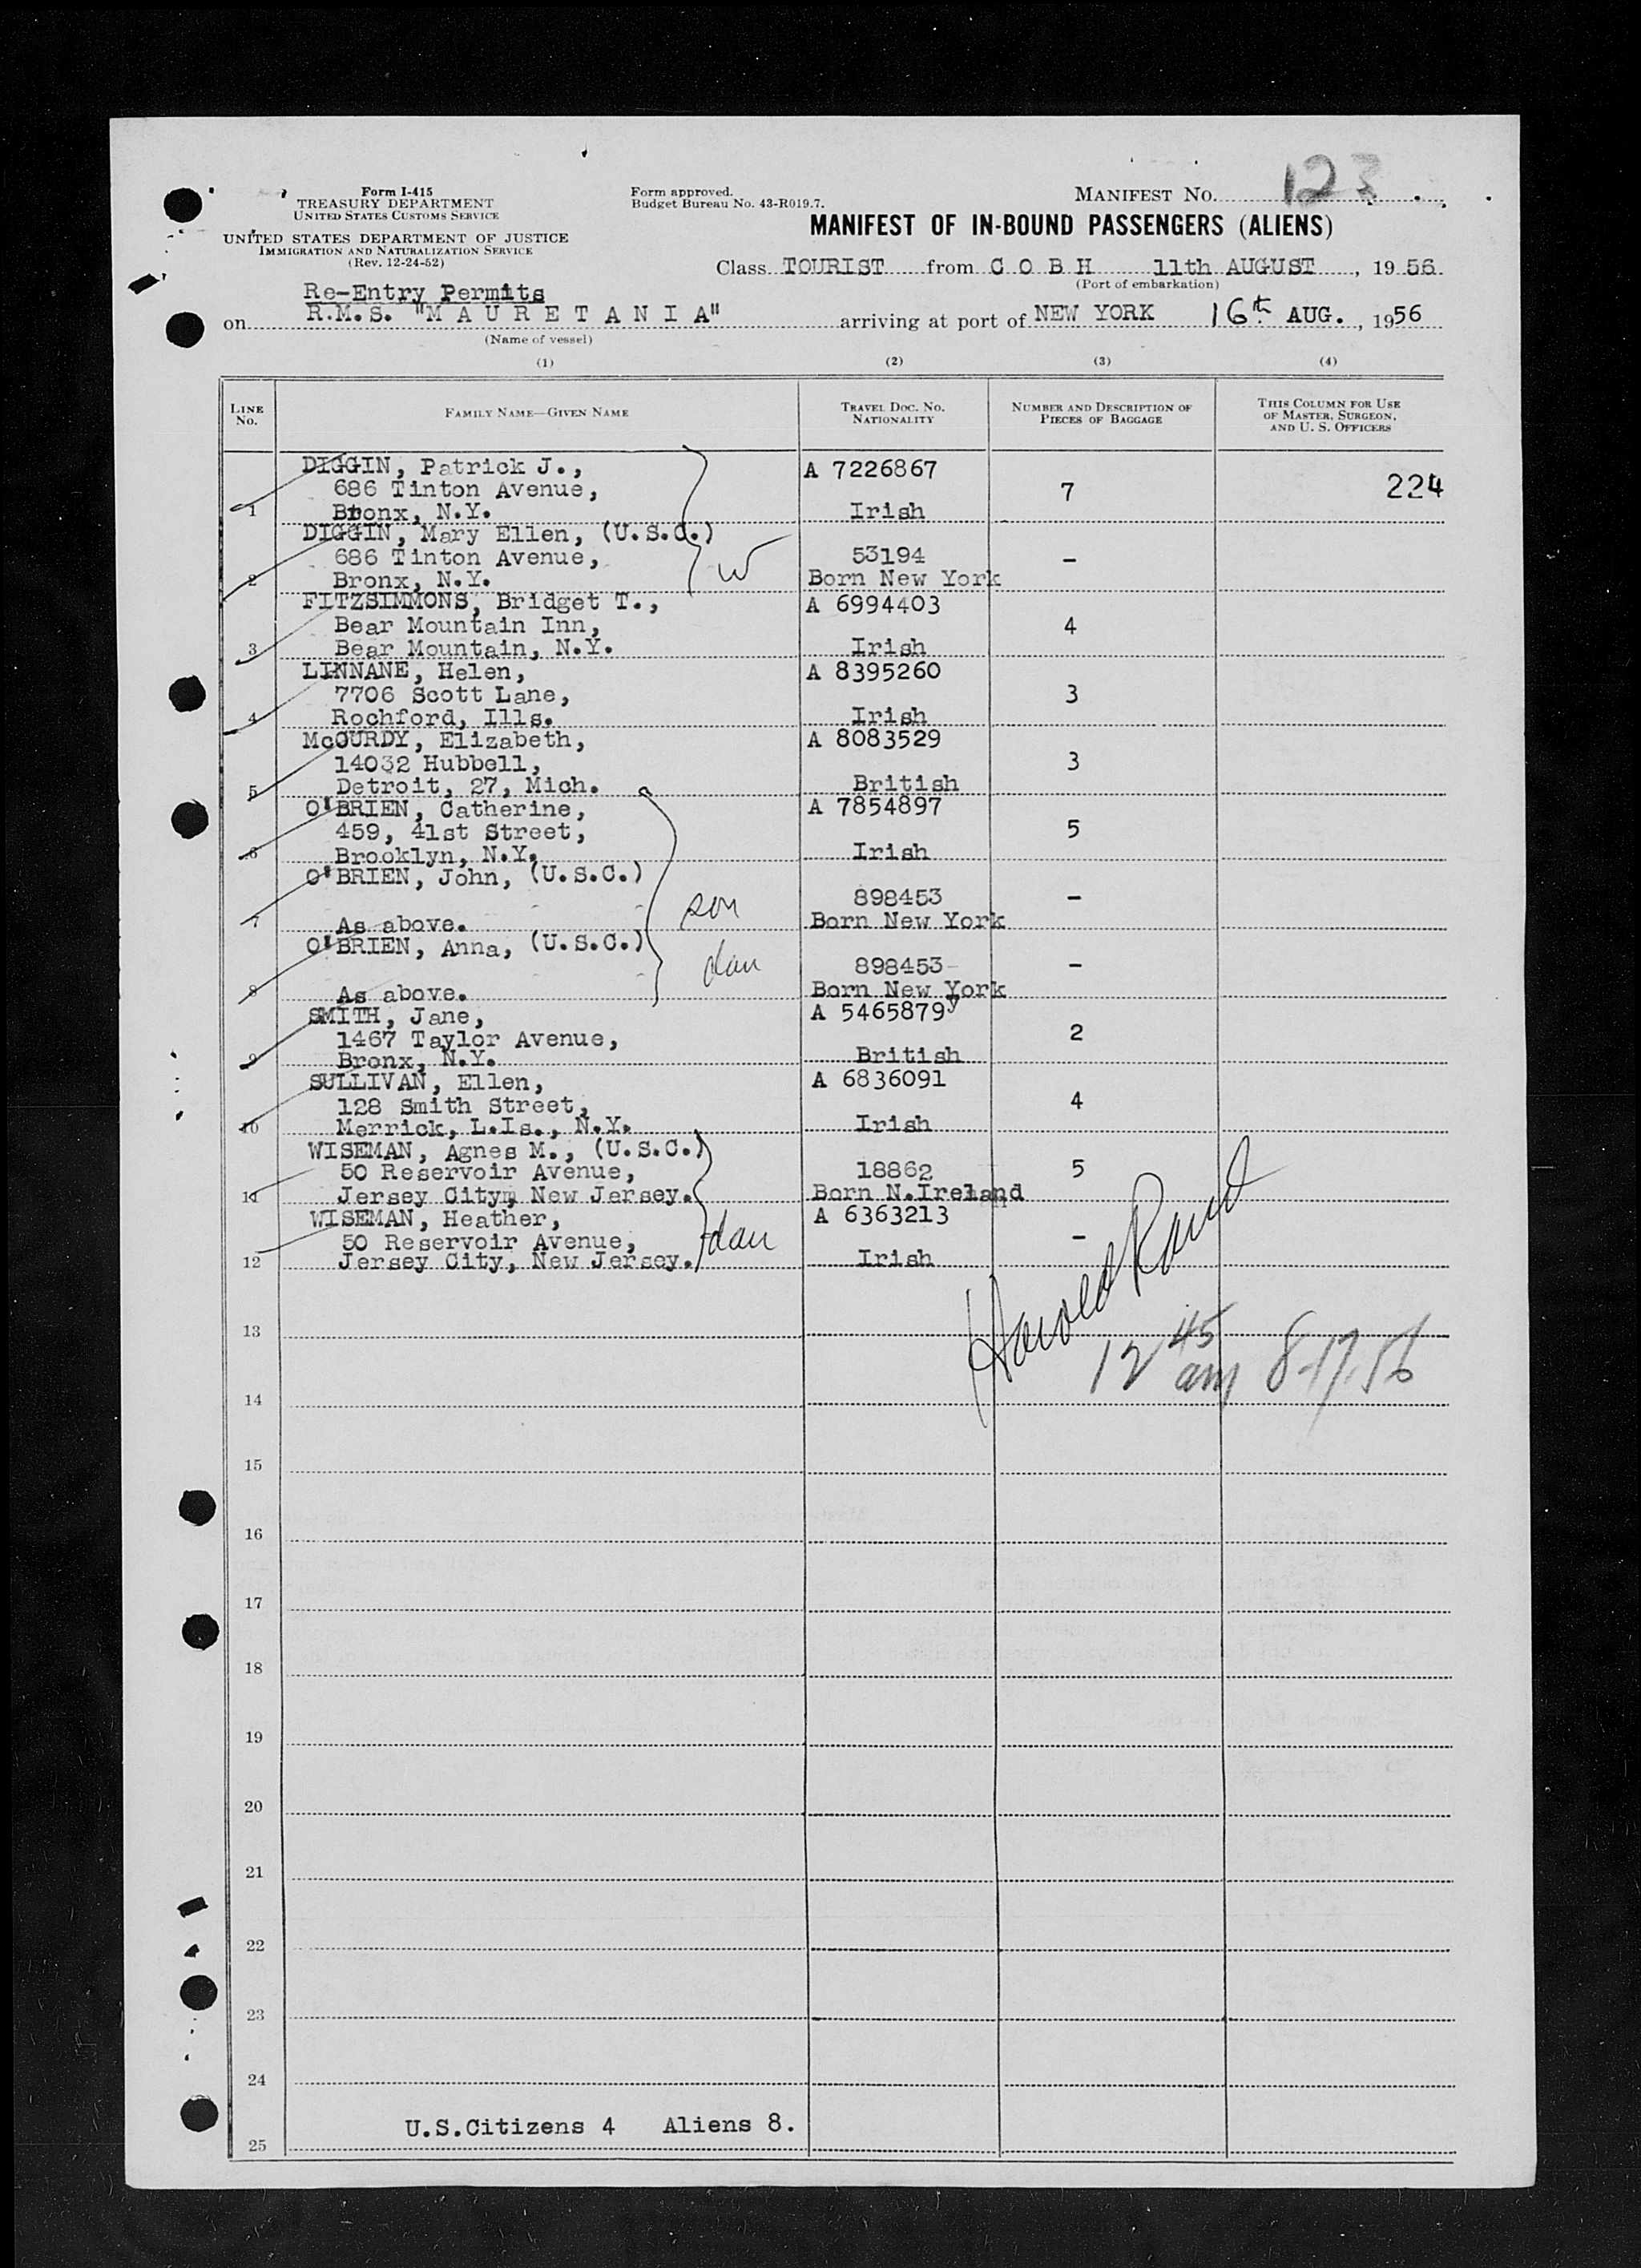 Form I-415
TREASURY DEPARTMENT
UNITED STATES CUSTOMS SERVICE
UNITED STATES DEPARTMENT OF JUSTICE
IMMIGRATION AND NATURALIZATION SERVICE
(Rev. 12-24-52)
Form approved.
Budget Bureau No. 43-R019.7.
MANIFEST NO. 123
MANIFEST OF IN-BOUND PASSENGERS (ALIENS)
Class TOURIST from C O B H 11th AUGUST, 19 56
(Port of embarkation)
Re-Entry Permits
on R.M.S. "M A U R E T A N I A" arriving at port of NEW YORK 16th AUG., 1956
(Name of vessel)
(1) (2) (3) (4)
LINE No.
FAMILY NAME—GIVEN NAME
TRAVEL DOC. NO. NATIONALITY
NUMBER AND DESCRIPTION OF PIECES OF BAGGAGE
THIS COLUMN FOR USE OF MASTER, SURGEON, AND U. S. OFFICERS
DIGGIN, Patrick J., A 7226867
686 Tinton Avenue, 7 224
1 Bronx, N.Y. Irish
DIGGIN, Mary Ellen, (U.S.C.)
686 Tinton Avenue, W 53194 -
2 Bronx, N.Y. Born New York
FITZSIMMONS, Bridget T., A 6994403
Bear Mountain Inn, 4
3 Bear Mountain, N.Y. Irish
LINNANE, Helen, A 8395260
7706 Scott Lane, 3
4 Rochford, Ills. Irish
McCURDY, Elizabeth, A 8083529
14032 Hubbell, 3
5 Detroit, 27, Mich. British
O'BRIEN, Catherine, A 7854897
459, 41st Street, 5
6 Brooklyn, N.Y. Irish
O'BRIEN, John, (U.S.C.)
son 898453 -
7 As above. Born New York
O'BRIEN, Anna, (U.S.C.)
dau 898453 -
8 As above. Born New York
SMITH, Jane, A 5465879
1467 Taylor Avenue, 2
9 Bronx, N.Y. British
SULLIVAN, Ellen, A 6836091
128 Smith Street, 4
10 Merrick, L.Is., N.Y. Irish
WISEMAN, Agnes M., (U.S.C.)
50 Reservoir Avenue, 18862 5
11 Jersey City, New Jersey. Born N.Ireland
WISEMAN, Heather, A 6363213
50 Reservoir Avenue, dau -
12 Jersey City, New Jersey. Irish
13
12 45 am 8-17-56
14
15
16
17
18
19
20
21
22
23
24
U.S.Citizens 4 Aliens 8.
25